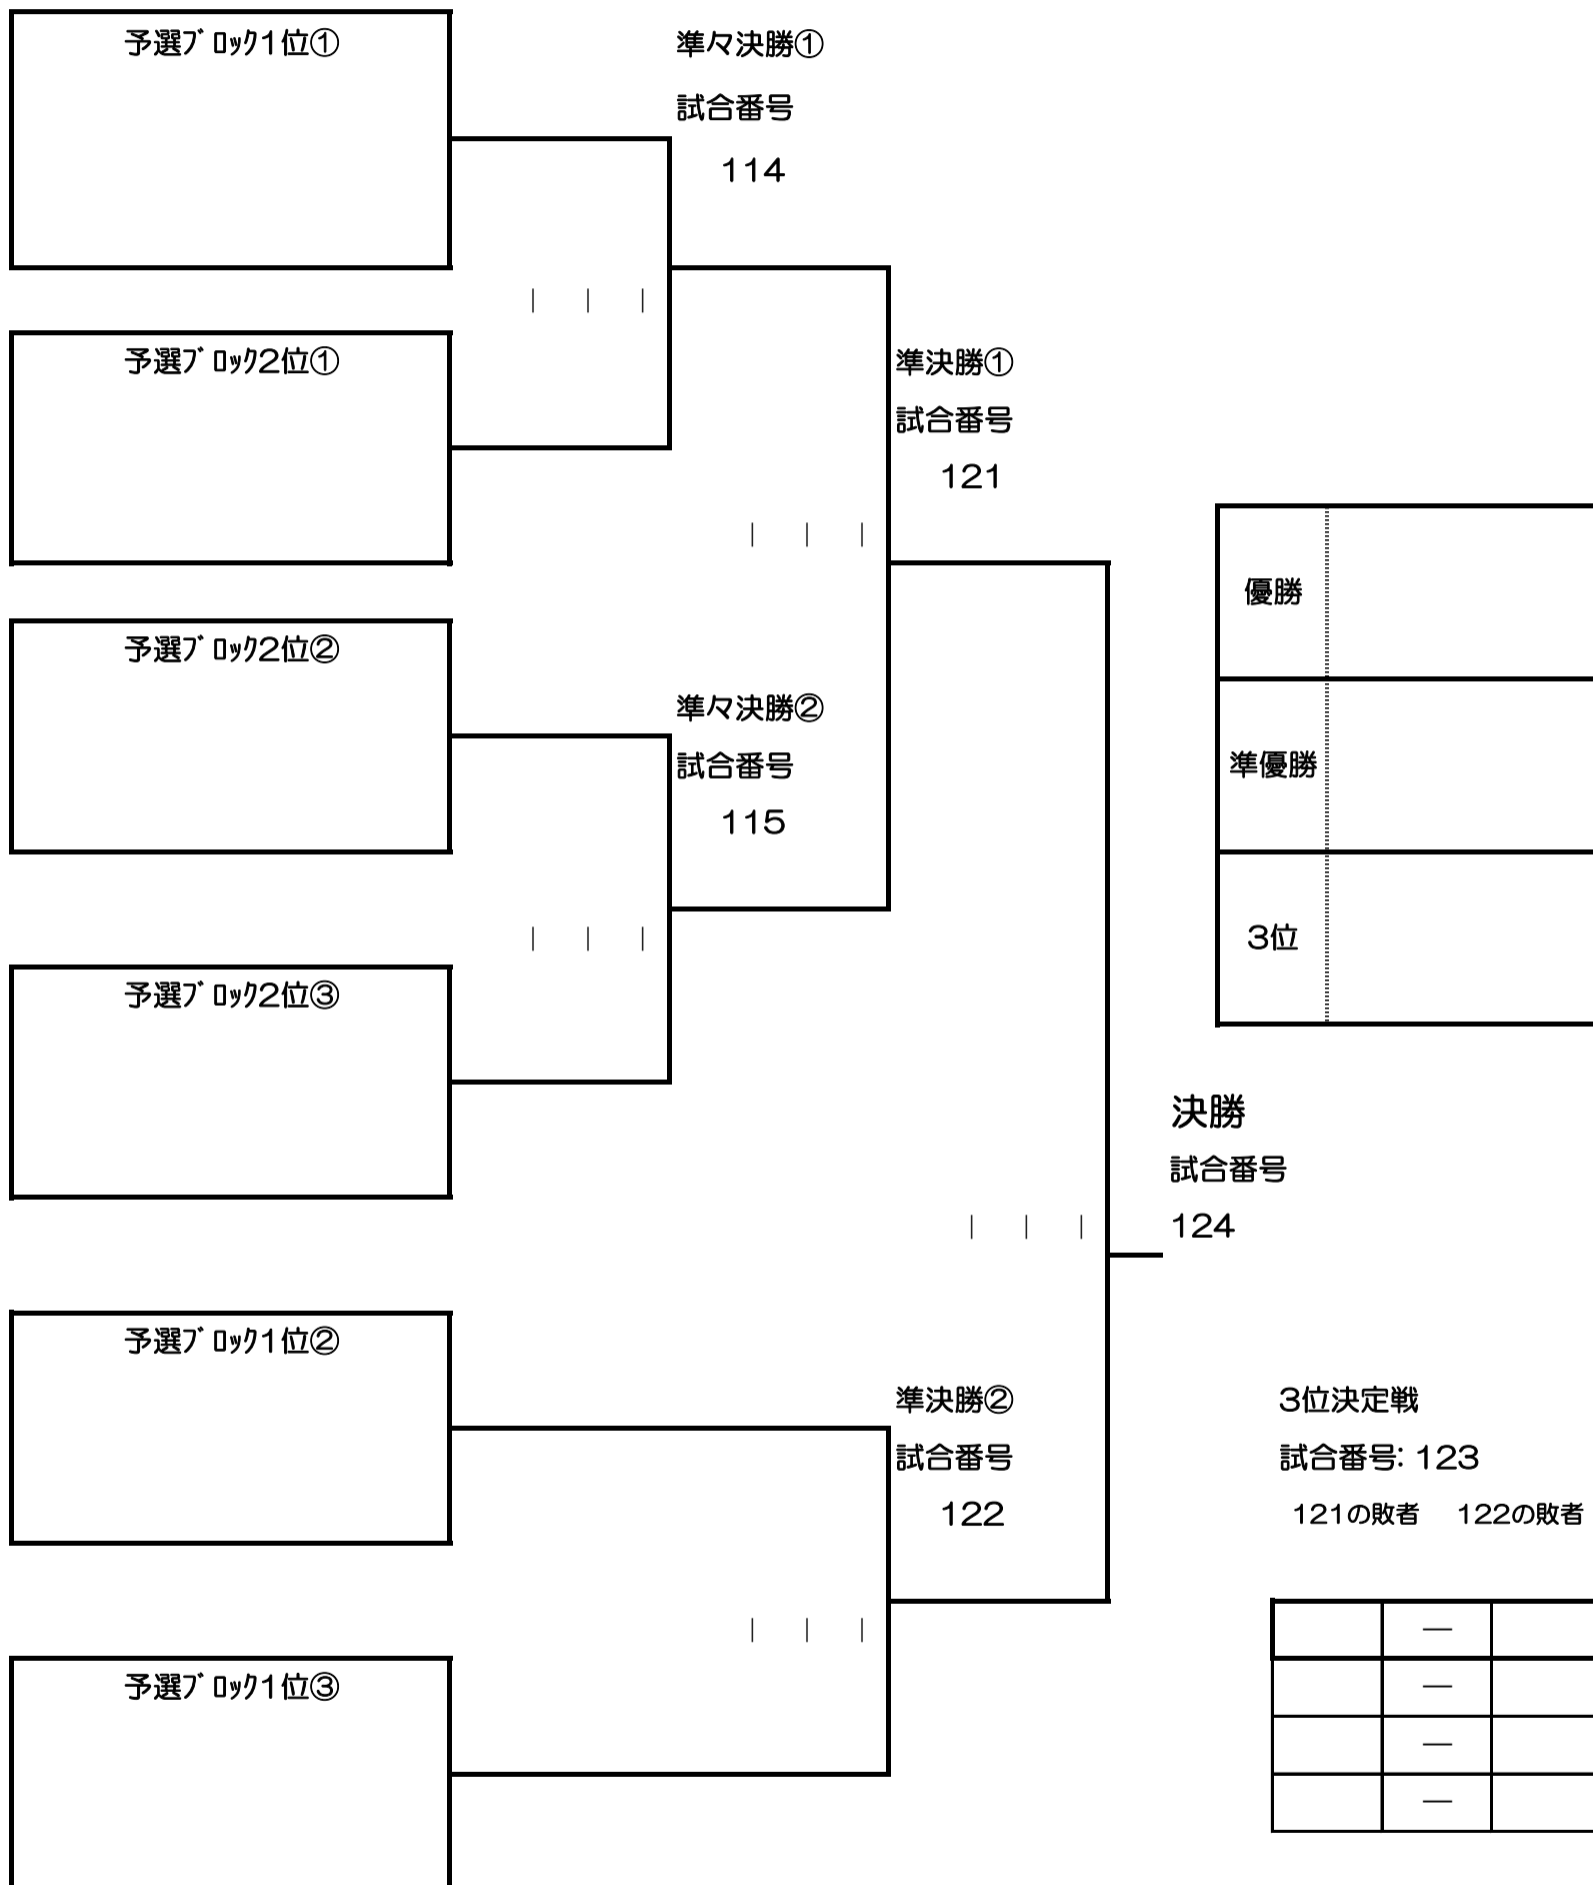 予選ﾌﾞﾛｯｸ1位①
準々決勝①
試合番号
114
予選ﾌﾞﾛｯｸ2位①
準決勝①
試合番号
121
優勝
準優勝
3位
予選ﾌﾞﾛｯｸ2位②
準々決勝②
試合番号
115
予選ﾌﾞﾛｯｸ2位③
決勝
試合番号
124
予選ﾌﾞﾛｯｸ1位②
準決勝②
試合番号
122
3位決定戦
試合番号: 123
121の敗者 122の敗者
—
—
—
—
予選ﾌﾞﾛｯｸ1位③